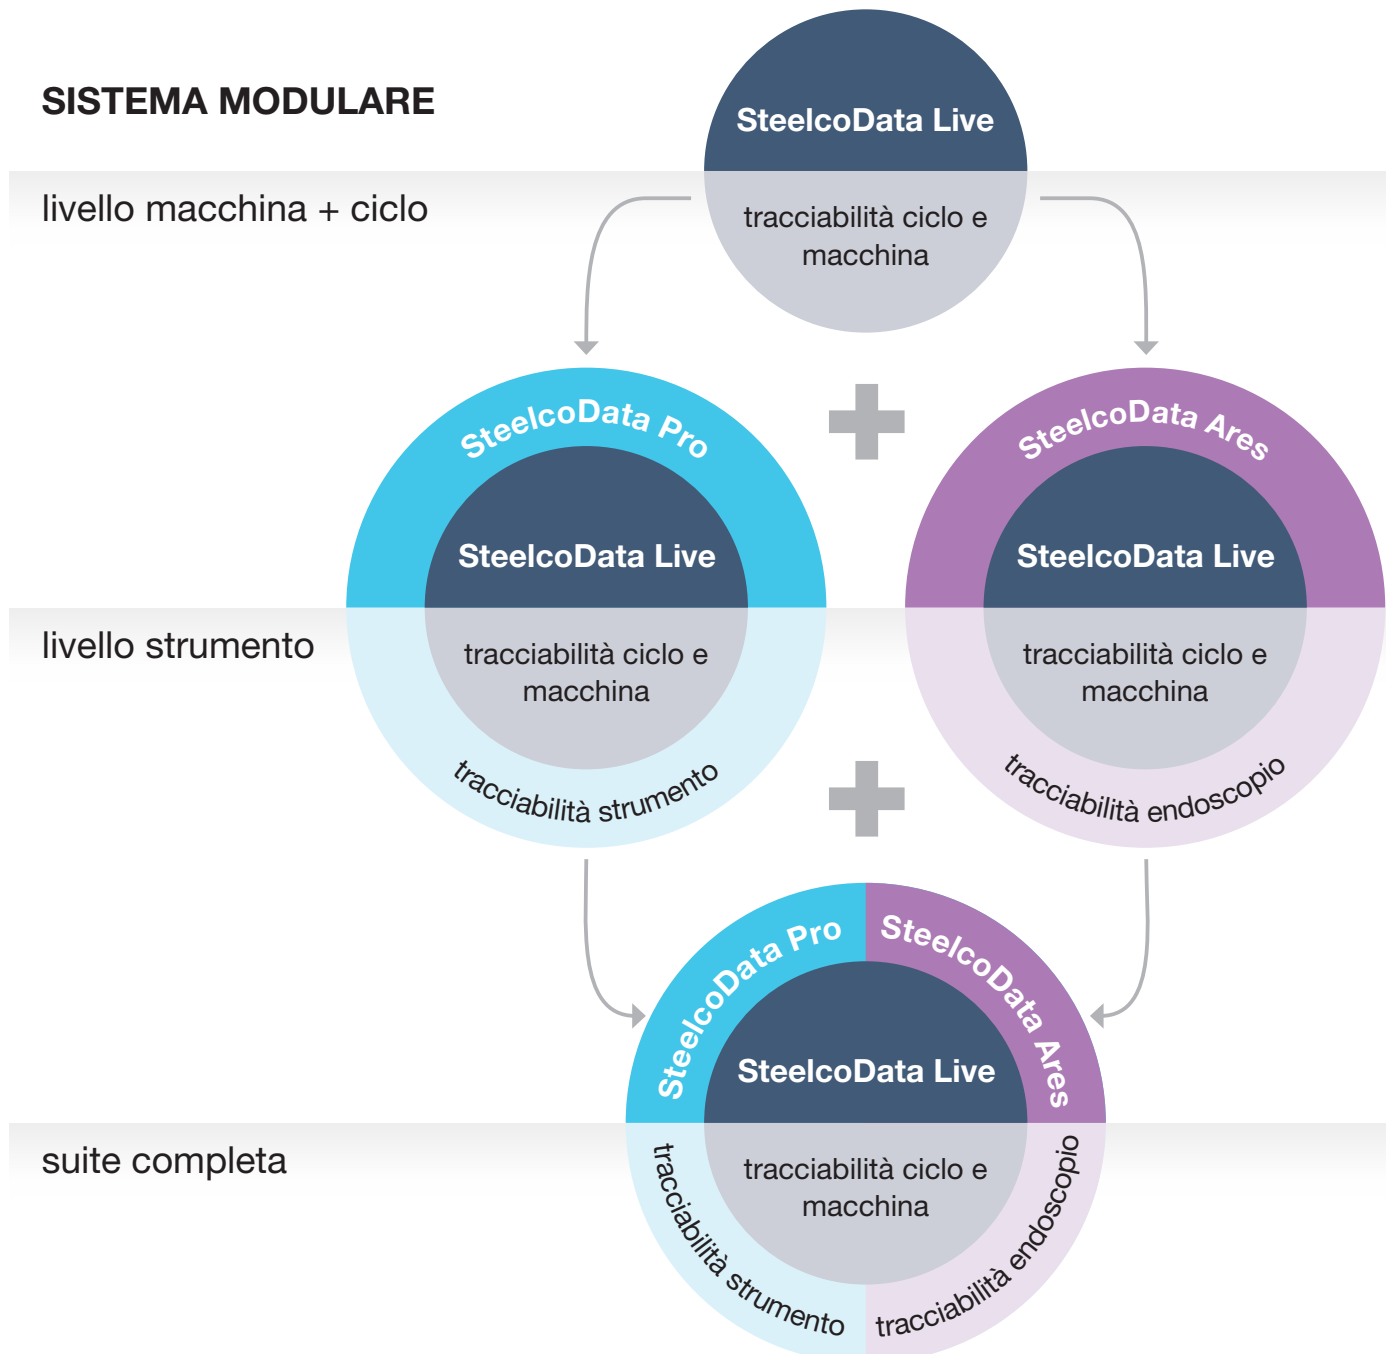 SISTEMA MODULARE
SteelcoData Live
livello macchina + ciclo
tracciabilità ciclo e
macchina
SteelcoData Pro
SteelcoData Live
SteelcoData Ares
SteelcoData Live
livello strumento
tracciabilità ciclo e
macchina
tracciabilità strumento
tracciabilità ciclo e
macchina
tracciabilità endoscopio
SteelcoData Pro
SteelcoData Ares
SteelcoData Live
suite completa
tracciabilità ciclo e
macchina
tracciabilità strumento
tracciabilità endoscopio